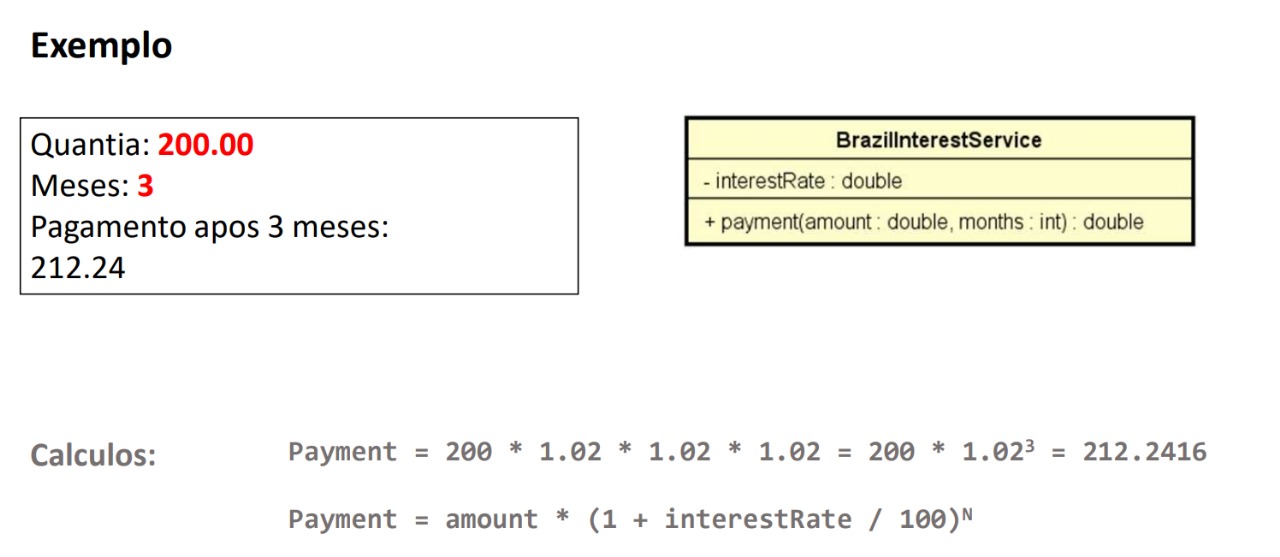 Exemplo
Quantia: 200.00
Meses: 3
Pagamento apos 3 meses:
212.24
BrazilInterestService
- interestRate : double
+ payment(amount : double, months : int) : double
Calculos:
Payment = 200 * 1.02 * 1.02 * 1.02 = 200 * 1.02³ = 212.2416
Payment = amount * (1 + interestRate / 100)ᴺ